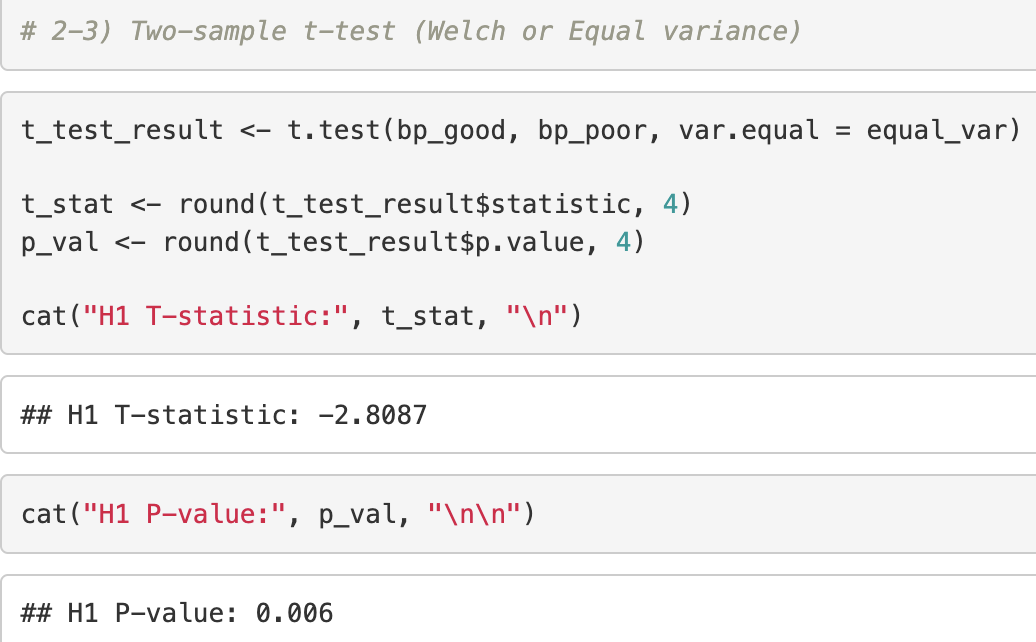 # 2-3) Two-sample t-test (Welch or Equal variance)
t_test_result <- t.test(bp_good, bp_poor, var.equal = equal_var)
t_stat <- round(t_test_result$statistic, 4)
p_val <- round(t_test_result$p.value, 4)
cat("H1 T-statistic:", t_stat, "\n")
## H1 T-statistic: -2.8087
cat("H1 P-value:", p_val, "\n\n")
## H1 P-value: 0.006